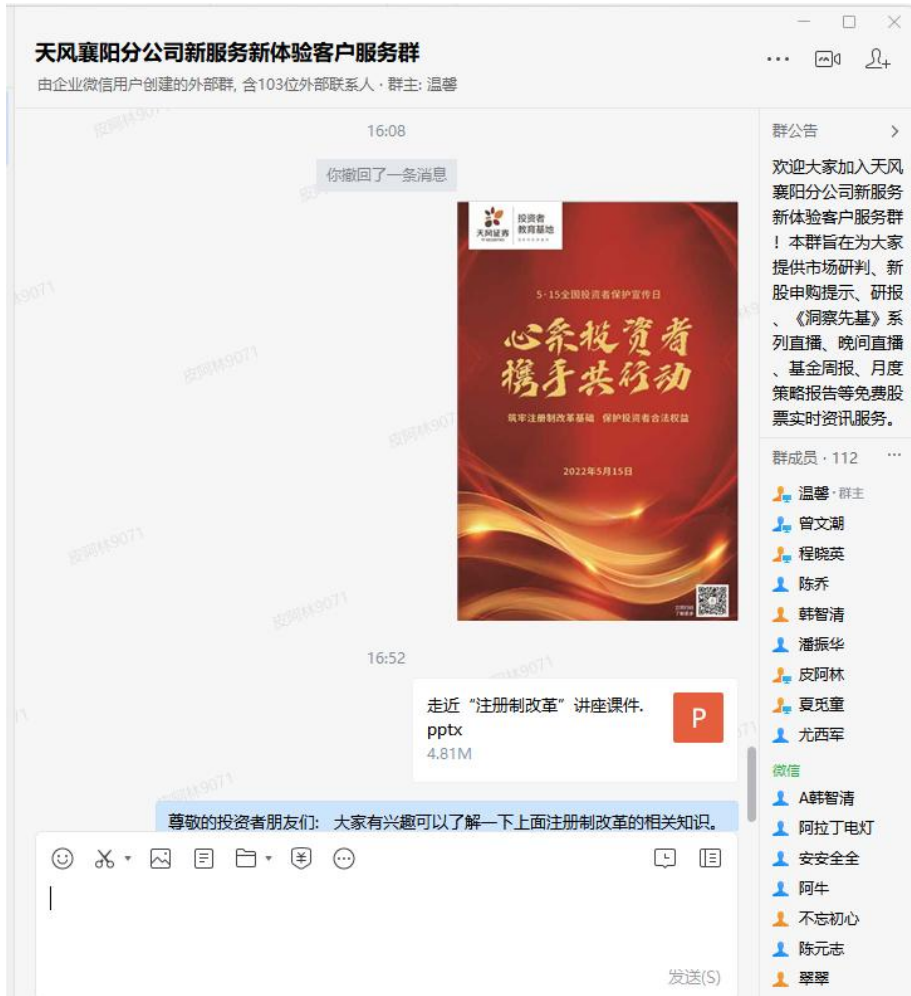 天风襄阳分公司新服务新体验客户服务群
由企业微信用户创建的外部群, 含103位外部联系人 · 群主: 温馨
16:08
你撤回了一条消息
天风证券
投资者
教育基地
5·15全国投资者保护宣传日
心系投资者
携手共行动
筑牢注册制改革基础 保护投资者合法权益
2022年5月15日
16:52
走近“注册制改革”讲座课件.
pptx
4.81M
P
尊敬的投资者朋友们: 大家有兴趣可以了解一下上面注册制改革的相关知识。
发送(S)
群公告
欢迎大家加入天风
襄阳分公司新服务
新体验客户服务群
！本群旨在为大家
提供市场研判、新
股申购提示、研报
、《洞察先基》系
列直播、晚间直播
、基金周报、月度
策略报告等免费股
票实时资讯服务。
群成员 · 112
温馨 · 群主
曾文潮
程晓英
陈乔
韩智清
潘振华
皮阿林
夏兎童
尤西军
微信
A韩智清
阿拉丁电灯
安安全全
阿牛
不忘初心
陈元志
翠翠
皮阿林9071